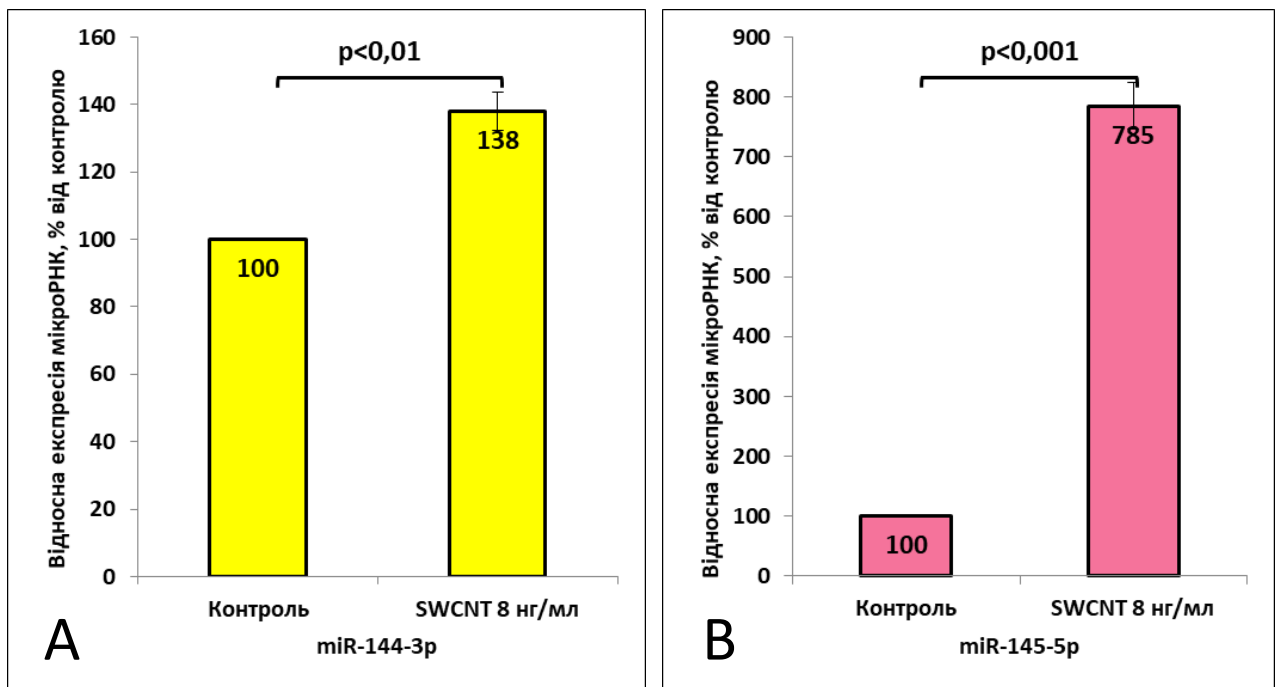 Відносна експресія мікроРНК, % від контролю
160
140
120
100
80
60
40
20
0
p<0,01
100
138
Контроль
SWCNT 8 нг/мл
miR-144-3p
A
Відносна експресія мікроРНК, % від контролю
900
800
700
600
500
400
300
200
100
0
p<0,001
100
785
Контроль
SWCNT 8 нг/мл
miR-145-5p
B